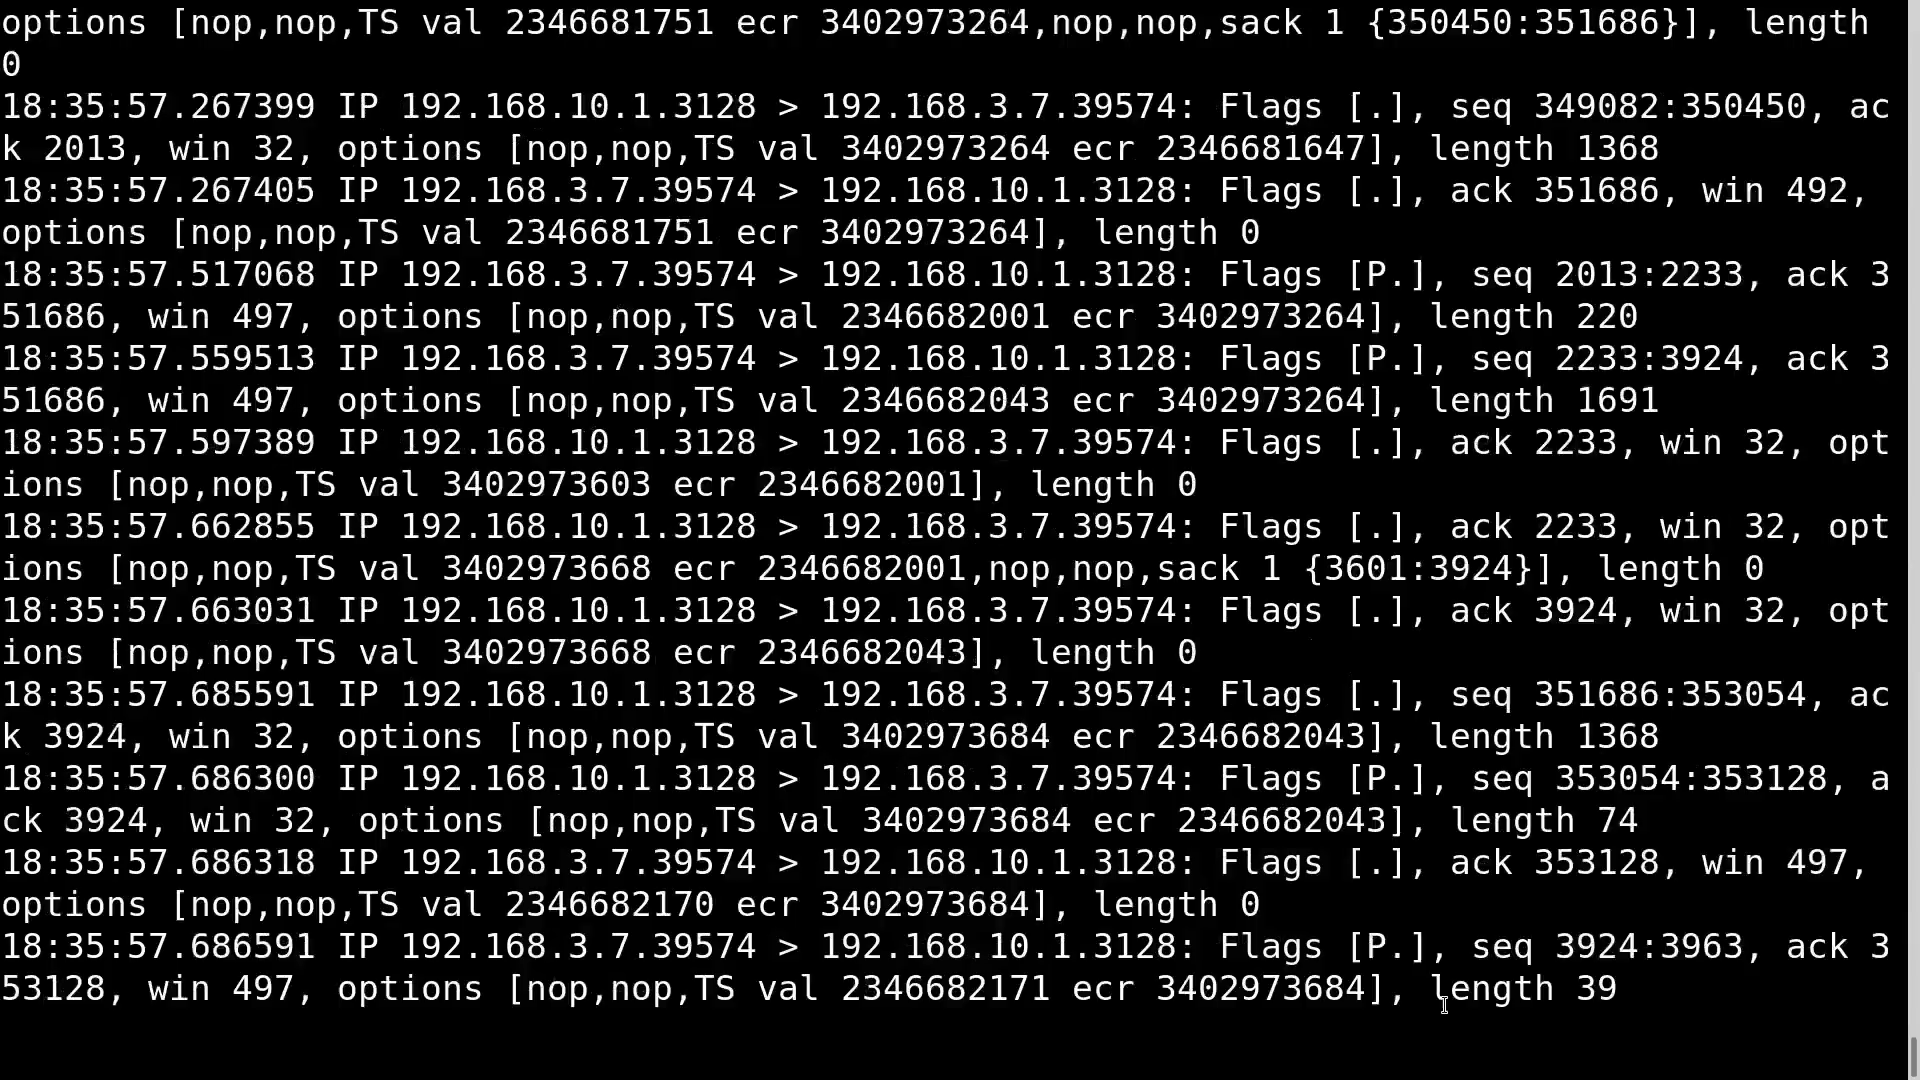 options [nop,nop,TS val 2346681751 ecr 3402973264,nop,nop,sack 1 {350450:351686}], length
0
18:35:57.267399 IP 192.168.10.1.3128 > 192.168.3.7.39574: Flags [.], seq 349082:350450, ac
k 2013, win 32, options [nop,nop,TS val 3402973264 ecr 2346681647], length 1368
18:35:57.267405 IP 192.168.3.7.39574 > 192.168.10.1.3128: Flags [.], ack 351686, win 492,
options [nop,nop,TS val 2346681751 ecr 3402973264], length 0
18:35:57.517068 IP 192.168.3.7.39574 > 192.168.10.1.3128: Flags [P.], seq 2013:2233, ack 3
51686, win 497, options [nop,nop,TS val 2346682001 ecr 3402973264], length 220
18:35:57.559513 IP 192.168.3.7.39574 > 192.168.10.1.3128: Flags [P.], seq 2233:3924, ack 3
51686, win 497, options [nop,nop,TS val 2346682043 ecr 3402973264], length 1691
18:35:57.597389 IP 192.168.10.1.3128 > 192.168.3.7.39574: Flags [.], ack 2233, win 32, opt
ions [nop,nop,TS val 3402973603 ecr 2346682001], length 0
18:35:57.662855 IP 192.168.10.1.3128 > 192.168.3.7.39574: Flags [.], ack 2233, win 32, opt
ions [nop,nop,TS val 3402973668 ecr 2346682001,nop,nop,sack 1 {3601:3924}], length 0
18:35:57.663031 IP 192.168.10.1.3128 > 192.168.3.7.39574: Flags [.], ack 3924, win 32, opt
ions [nop,nop,TS val 3402973668 ecr 2346682043], length 0
18:35:57.685591 IP 192.168.10.1.3128 > 192.168.3.7.39574: Flags [.], seq 351686:353054, ac
k 3924, win 32, options [nop,nop,TS val 3402973684 ecr 2346682043], length 1368
18:35:57.686300 IP 192.168.10.1.3128 > 192.168.3.7.39574: Flags [P.], seq 353054:353128, a
ck 3924, win 32, options [nop,nop,TS val 3402973684 ecr 2346682043], length 74
18:35:57.686318 IP 192.168.3.7.39574 > 192.168.10.1.3128: Flags [.], ack 353128, win 497,
options [nop,nop,TS val 2346682170 ecr 3402973684], length 0
18:35:57.686591 IP 192.168.3.7.39574 > 192.168.10.1.3128: Flags [P.], seq 3924:3963, ack 3
53128, win 497, options [nop,nop,TS val 2346682171 ecr 3402973684], length 39